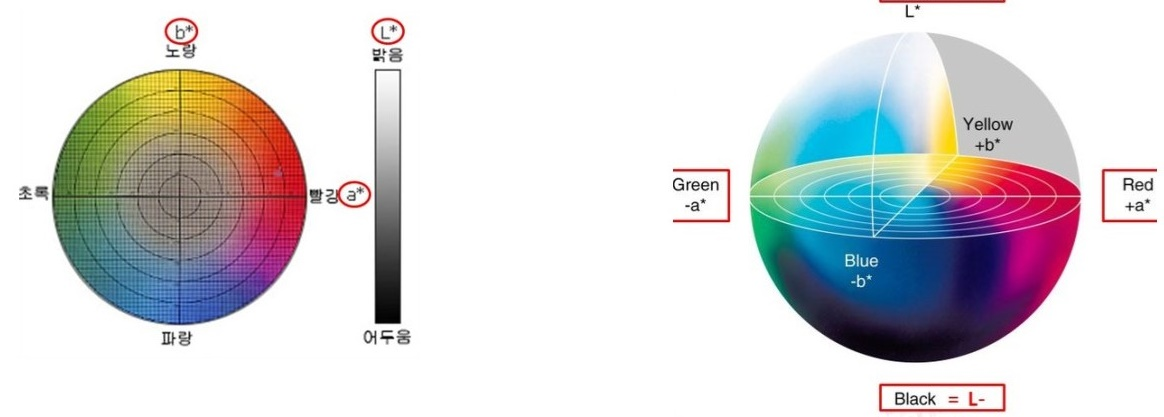 b*
노랑
L*
밝음
초록
빨강 a*
파랑
어두움
L*
Yellow
+b*
Green
-a*
Red
+a*
Blue
-b*
Black = L-